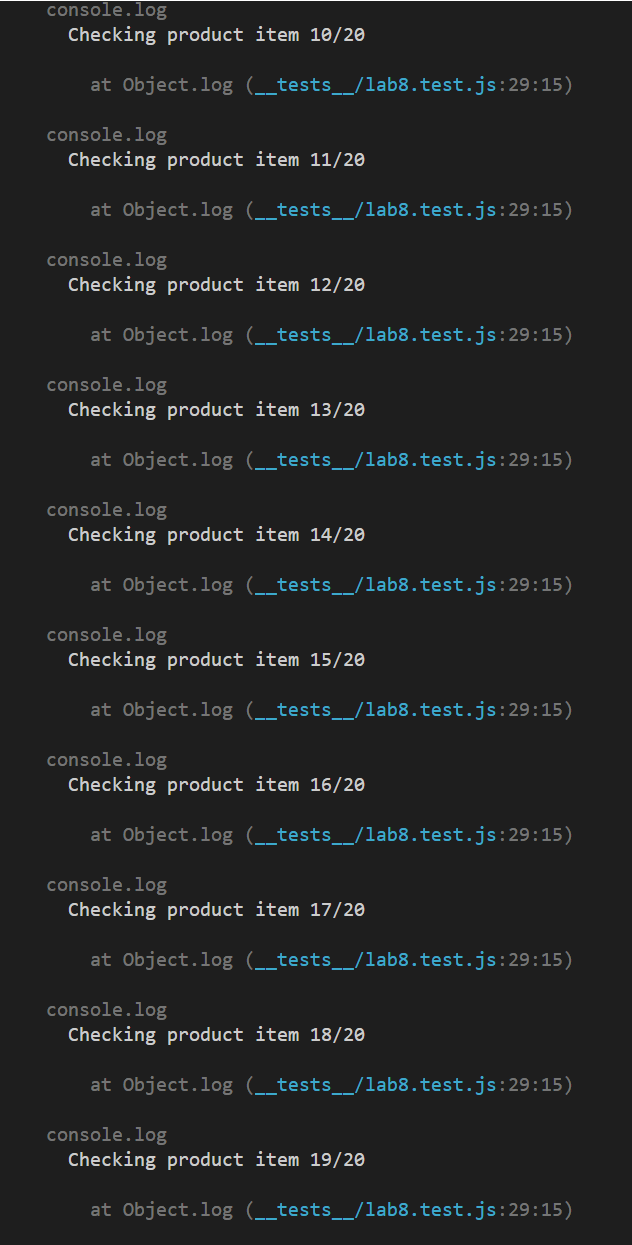 console.log
Checking product item 10/20
at Object.log (__tests__/lab8.test.js:29:15)
console.log
Checking product item 11/20
at Object.log (__tests__/lab8.test.js:29:15)
console.log
Checking product item 12/20
at Object.log (__tests__/lab8.test.js:29:15)
console.log
Checking product item 13/20
at Object.log (__tests__/lab8.test.js:29:15)
console.log
Checking product item 14/20
at Object.log (__tests__/lab8.test.js:29:15)
console.log
Checking product item 15/20
at Object.log (__tests__/lab8.test.js:29:15)
console.log
Checking product item 16/20
at Object.log (__tests__/lab8.test.js:29:15)
console.log
Checking product item 17/20
at Object.log (__tests__/lab8.test.js:29:15)
console.log
Checking product item 18/20
at Object.log (__tests__/lab8.test.js:29:15)
console.log
Checking product item 19/20
at Object.log (__tests__/lab8.test.js:29:15)